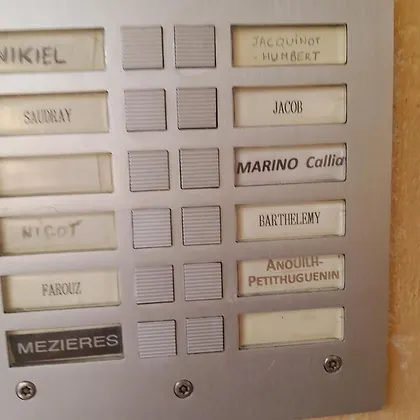 NIKIEL
JACQUINOT
- HUMBERT
SAUDRAY
JACOB
MARINO Callia
NICOT
BARTHELEMY
FAROUZ
ANOUILH-
PETITHUGUENIN
MEZIERES